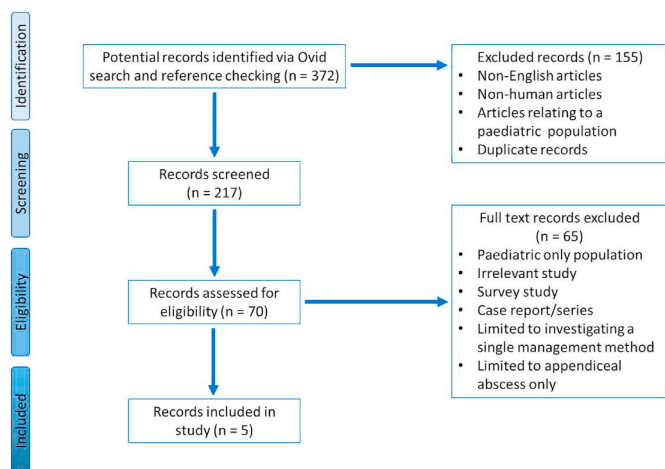 Identification
Potential records identified via Ovid
search and reference checking (n = 372)
Excluded records (n = 155)
• Non-English articles
• Non-human articles
• Articles relating to a
paediatric population
• Duplicate records
Screening
Records screened
(n = 217)
Full text records excluded
(n = 65)
• Paediatric only population
• Irrelevant study
• Survey study
• Case report/series
• Limited to investigating a
single management method
• Limited to appendiceal
abscess only
Eligibility
Records assessed for
eligibility (n = 70)
Included
Records included in
study (n = 5)